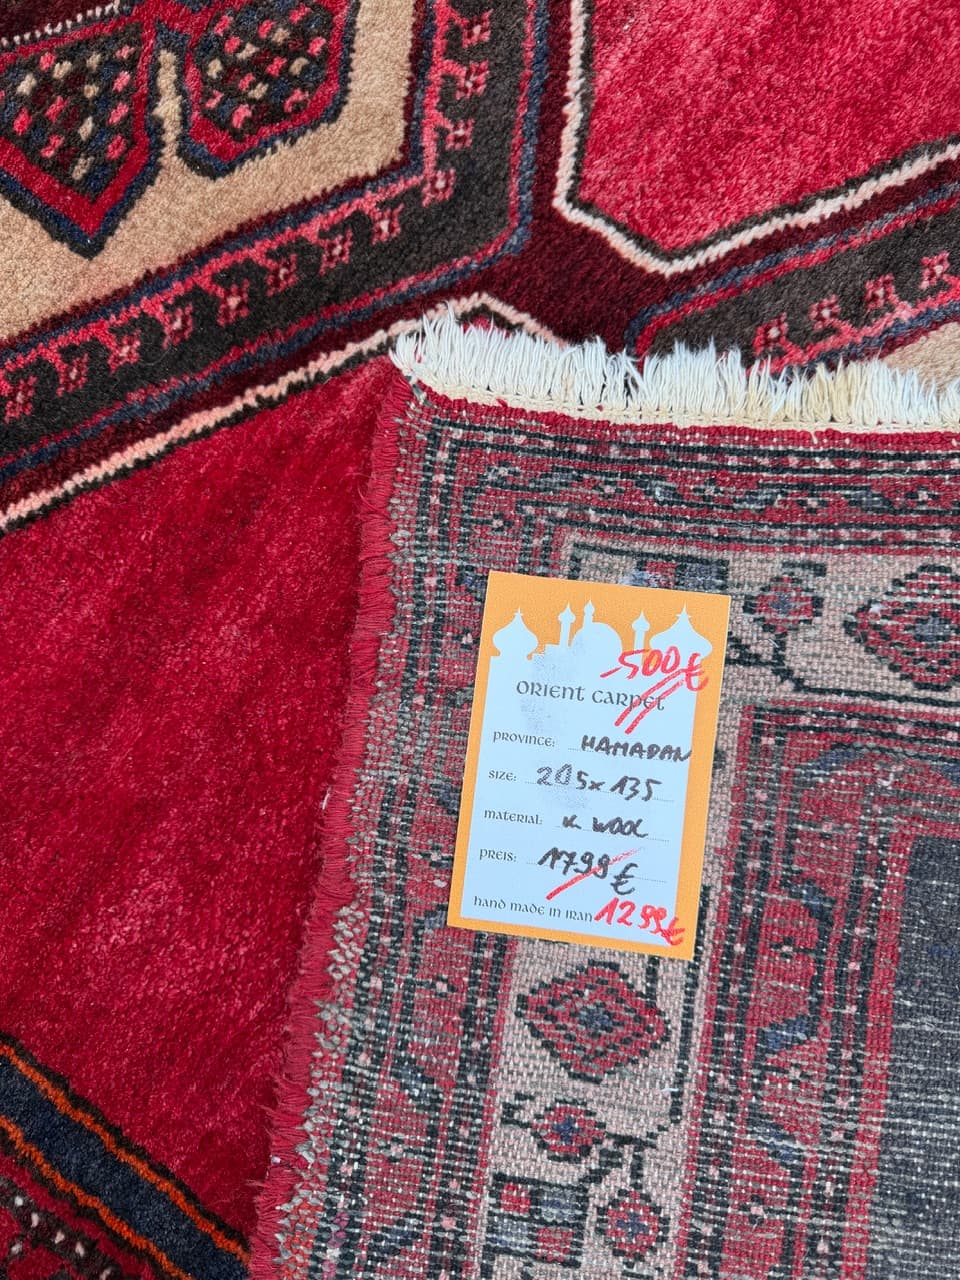 500€
ORIENT CARPET
PROVINCE: HAMADAN
SIZE: 205x135
MATERIAL: K WOOL
PREIS: 1799 €
HAND MADE IN IRAN 1299€